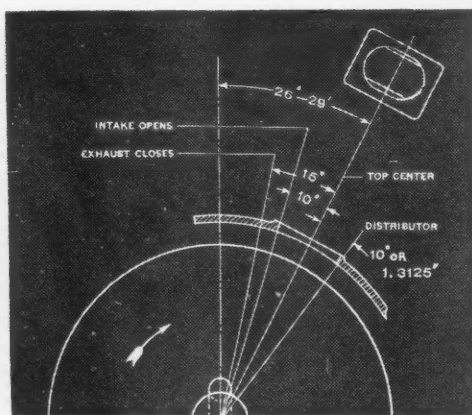 26°-29'
INTAKE OPENS
EXHAUST CLOSES
15°
10°
TOP CENTER
DISTRIBUTOR
10° OR
1.3125"